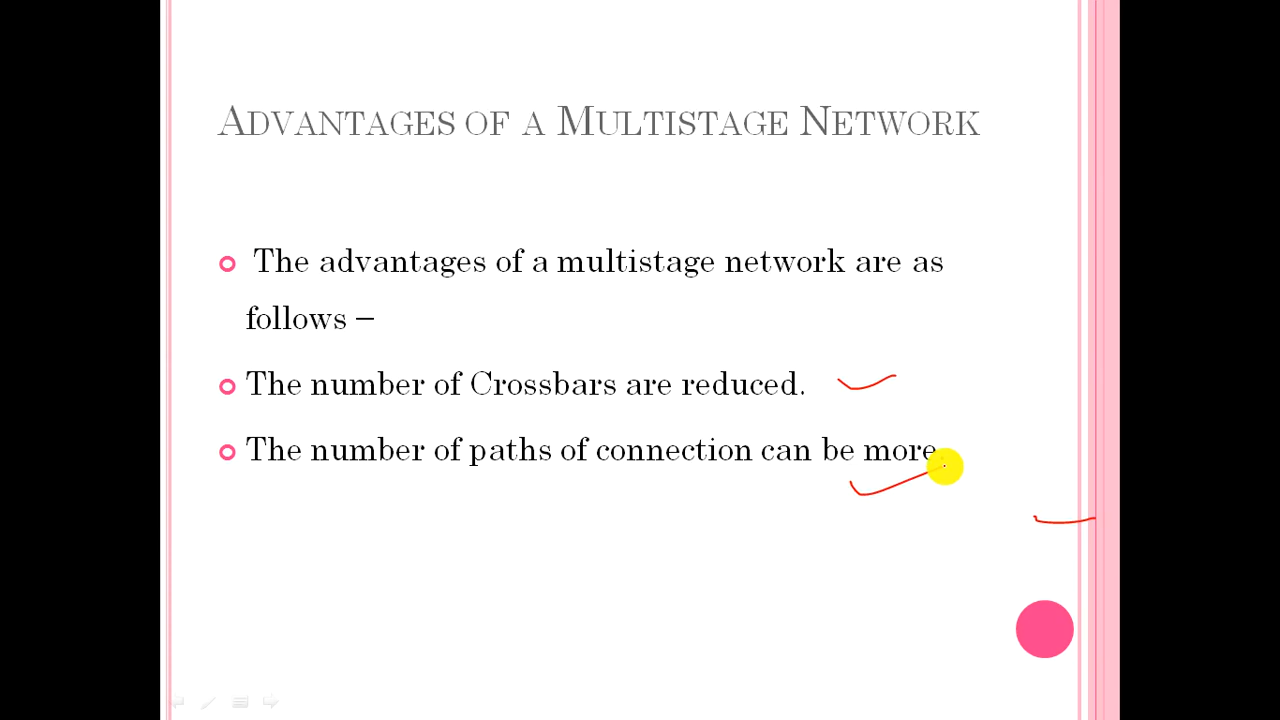 ADVANTAGES OF A MULTISTAGE NETWORK
The advantages of a multistage network are as
follows –
The number of Crossbars are reduced.
The number of paths of connection can be more.